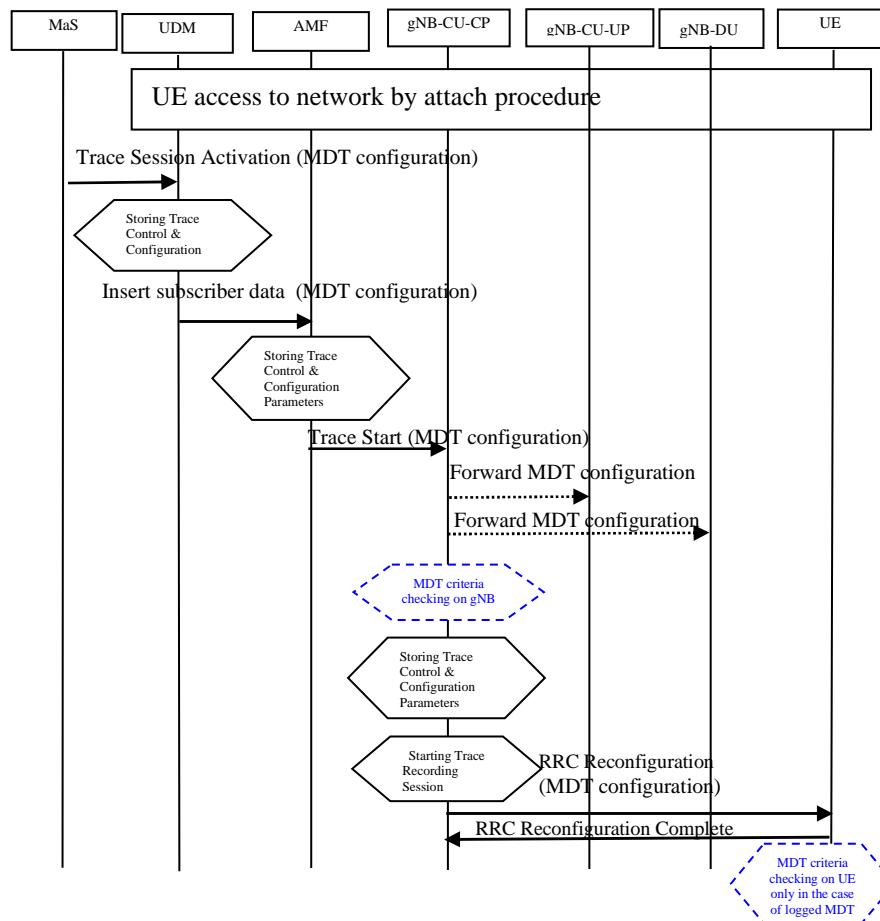 MaS
UDM
AMF
gNB-CU-CP
gNB-CU-UP
gNB-DU
UE
UE access to network by attach procedure
Trace Session Activation (MDT configuration)
Storing Trace
Control &
Configuration
Insert subscriber data (MDT configuration)
Storing Trace
Control &
Configuration
Parameters
Trace Start (MDT configuration)
Forward MDT configuration
Forward MDT configuration
MDT criteria
checking on gNB
Storing Trace
Control &
Configuration
Parameters
Starting Trace
Recording
Session
RRC Reconfiguration
(MDT configuration)
RRC Reconfiguration Complete
MDT criteria
checking on UE
only in the case
of logged MDT